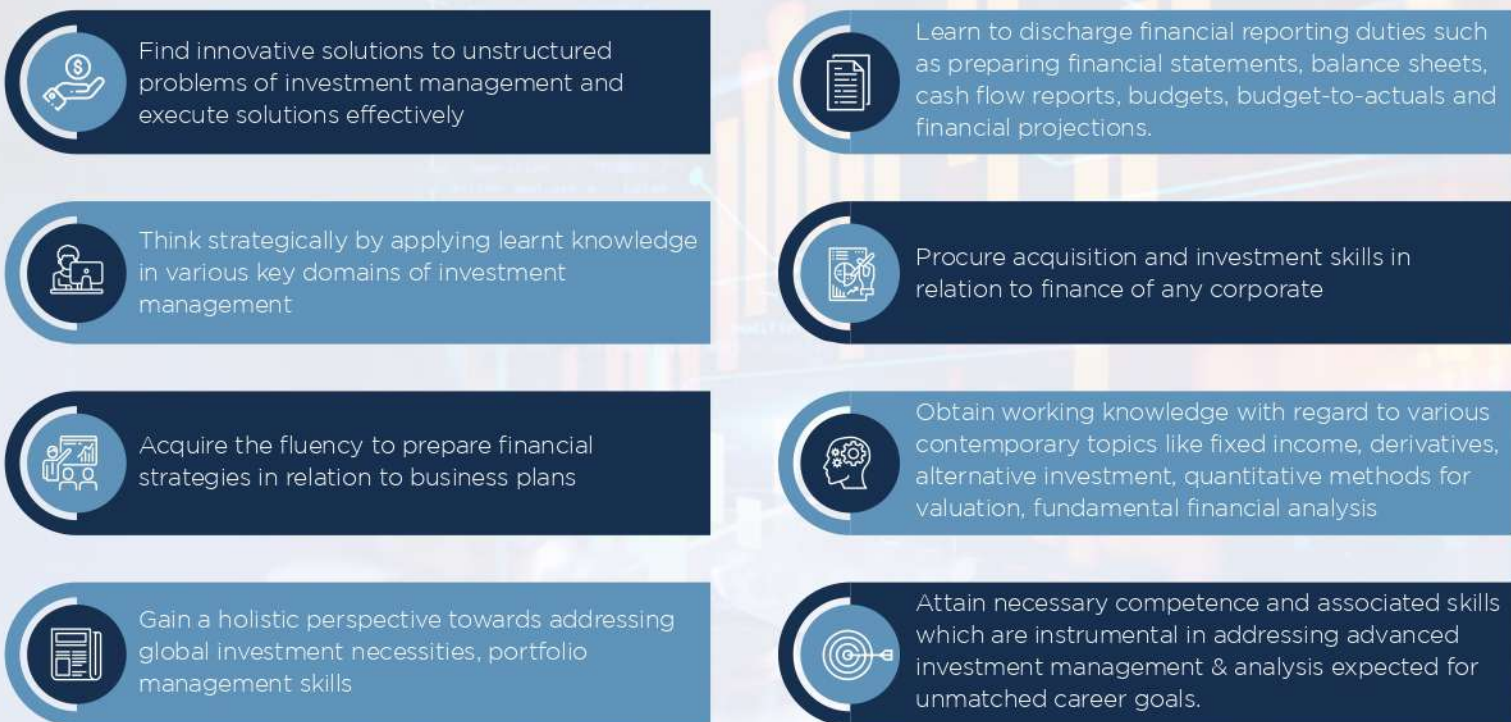 Find innovative solutions to unstructured
problems of investment management and
execute solutions effectively
Learn to discharge financial reporting duties such
as preparing financial statements, balance sheets,
cash flow reports, budgets, budget-to-actuals and
financial projections.
Think strategically by applying learnt knowledge
in various key domains of investment
management
Procure acquisition and investment skills in
relation to finance of any corporate
Acquire the fluency to prepare financial
strategies in relation to business plans
Obtain working knowledge with regard to various
contemporary topics like fixed income, derivatives,
alternative investment, quantitative methods for
valuation, fundamental financial analysis
Gain a holistic perspective towards addressing
global investment necessities, portfolio
management skills
Attain necessary competence and associated skills
which are instrumental in addressing advanced
investment management & analysis expected for
unmatched career goals.